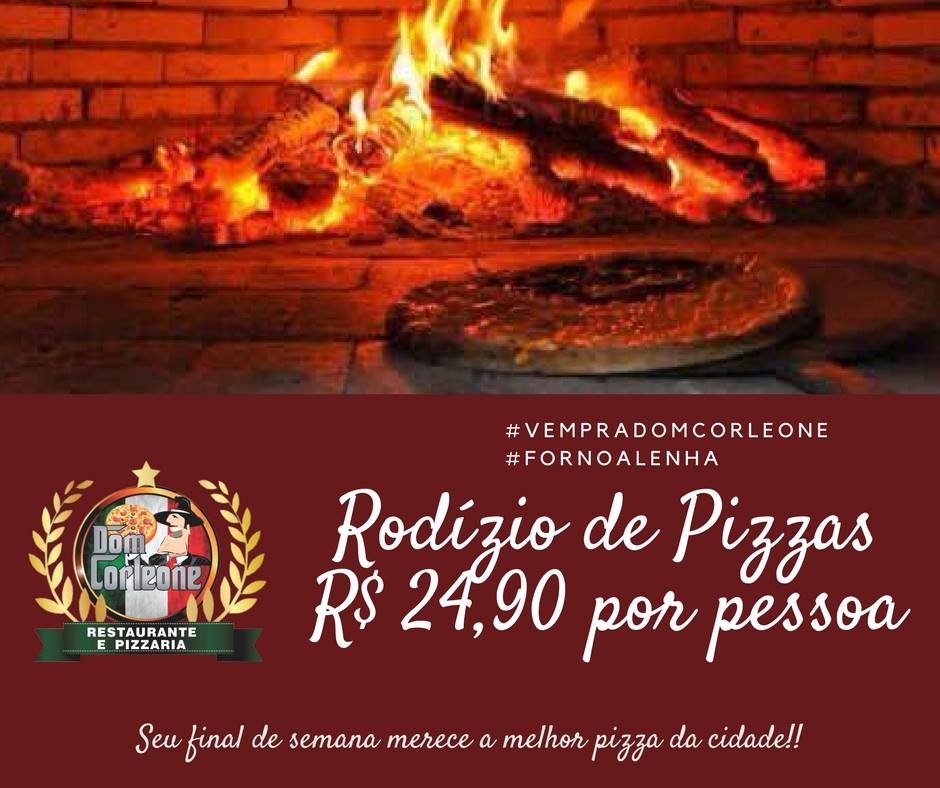 #VEMPRADOMCORLEONE
#FORNOALENHA
Rodízio de Pizzas
R$ 24,90 por pessoa
Dom
Corleone
RESTAURANTE
E PIZZARIA
Seu final de semana merece a melhor pizza da cidade!!